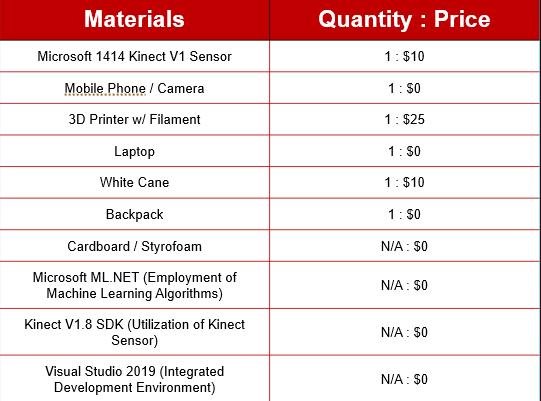 Materials Quantity : Price
Microsoft 1414 Kinect V1 Sensor 1 : $10
Mobile Phone / Camera 1 : $0
3D Printer w/ Filament 1 : $25
Laptop 1 : $0
White Cane 1 : $10
Backpack 1 : $0
Cardboard / Styrofoam N/A : $0
Microsoft ML.NET (Employment of
Machine Learning Algorithms) N/A : $0
Kinect V1.8 SDK (Utilization of Kinect
Sensor) N/A : $0
Visual Studio 2019 (Integrated
Development Environment) N/A : $0